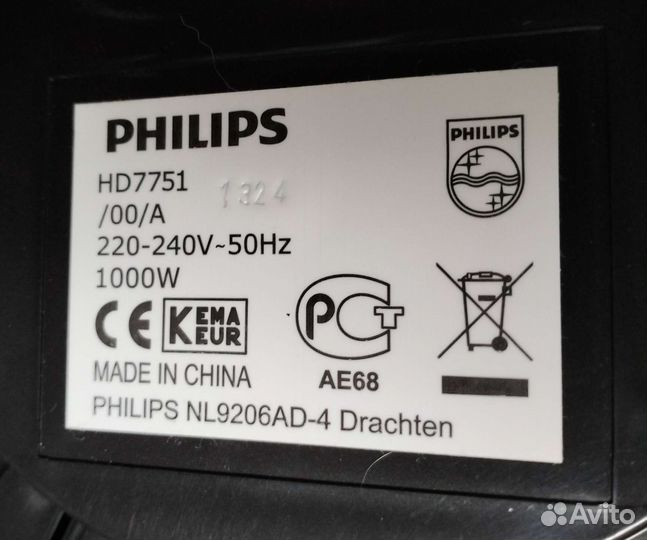 PHILIPS
PHILIPS
HD7751 1324
/00/A
220-240V~50Hz
1000W
CE KEMA EUR
PCT
AE68
MADE IN CHINA
PHILIPS NL9206AD-4 Drachten
Avito